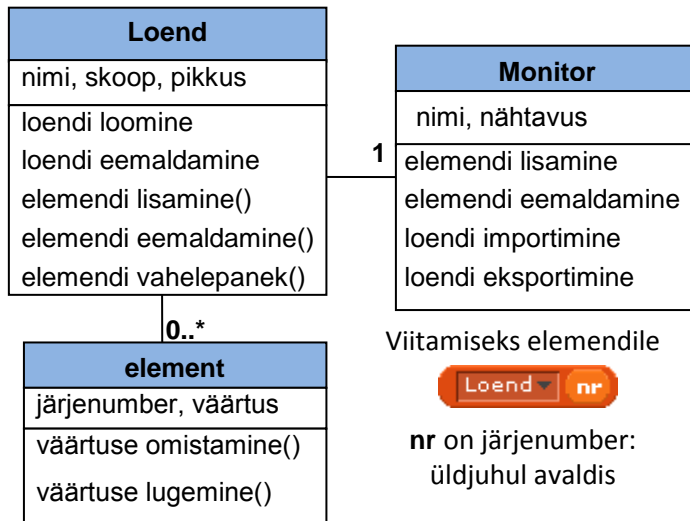 Loend
nimi, skoop, pikkus
loendi loomine
loendi eemaldamine
elemendi lisamine()
elemendi eemaldamine()
elemendi vahelepanek()
1
Monitor
nimi, nähtavus
elemendi lisamine
elemendi eemaldamine
loendi importimine
loendi eksportimine
0..*
element
järjenumber, väärtus
väärtuse omistamine()
väärtuse lugemine()
Viitamiseks elemendile
Loend nr
nr on järjenumber:
üldjuhul avaldis